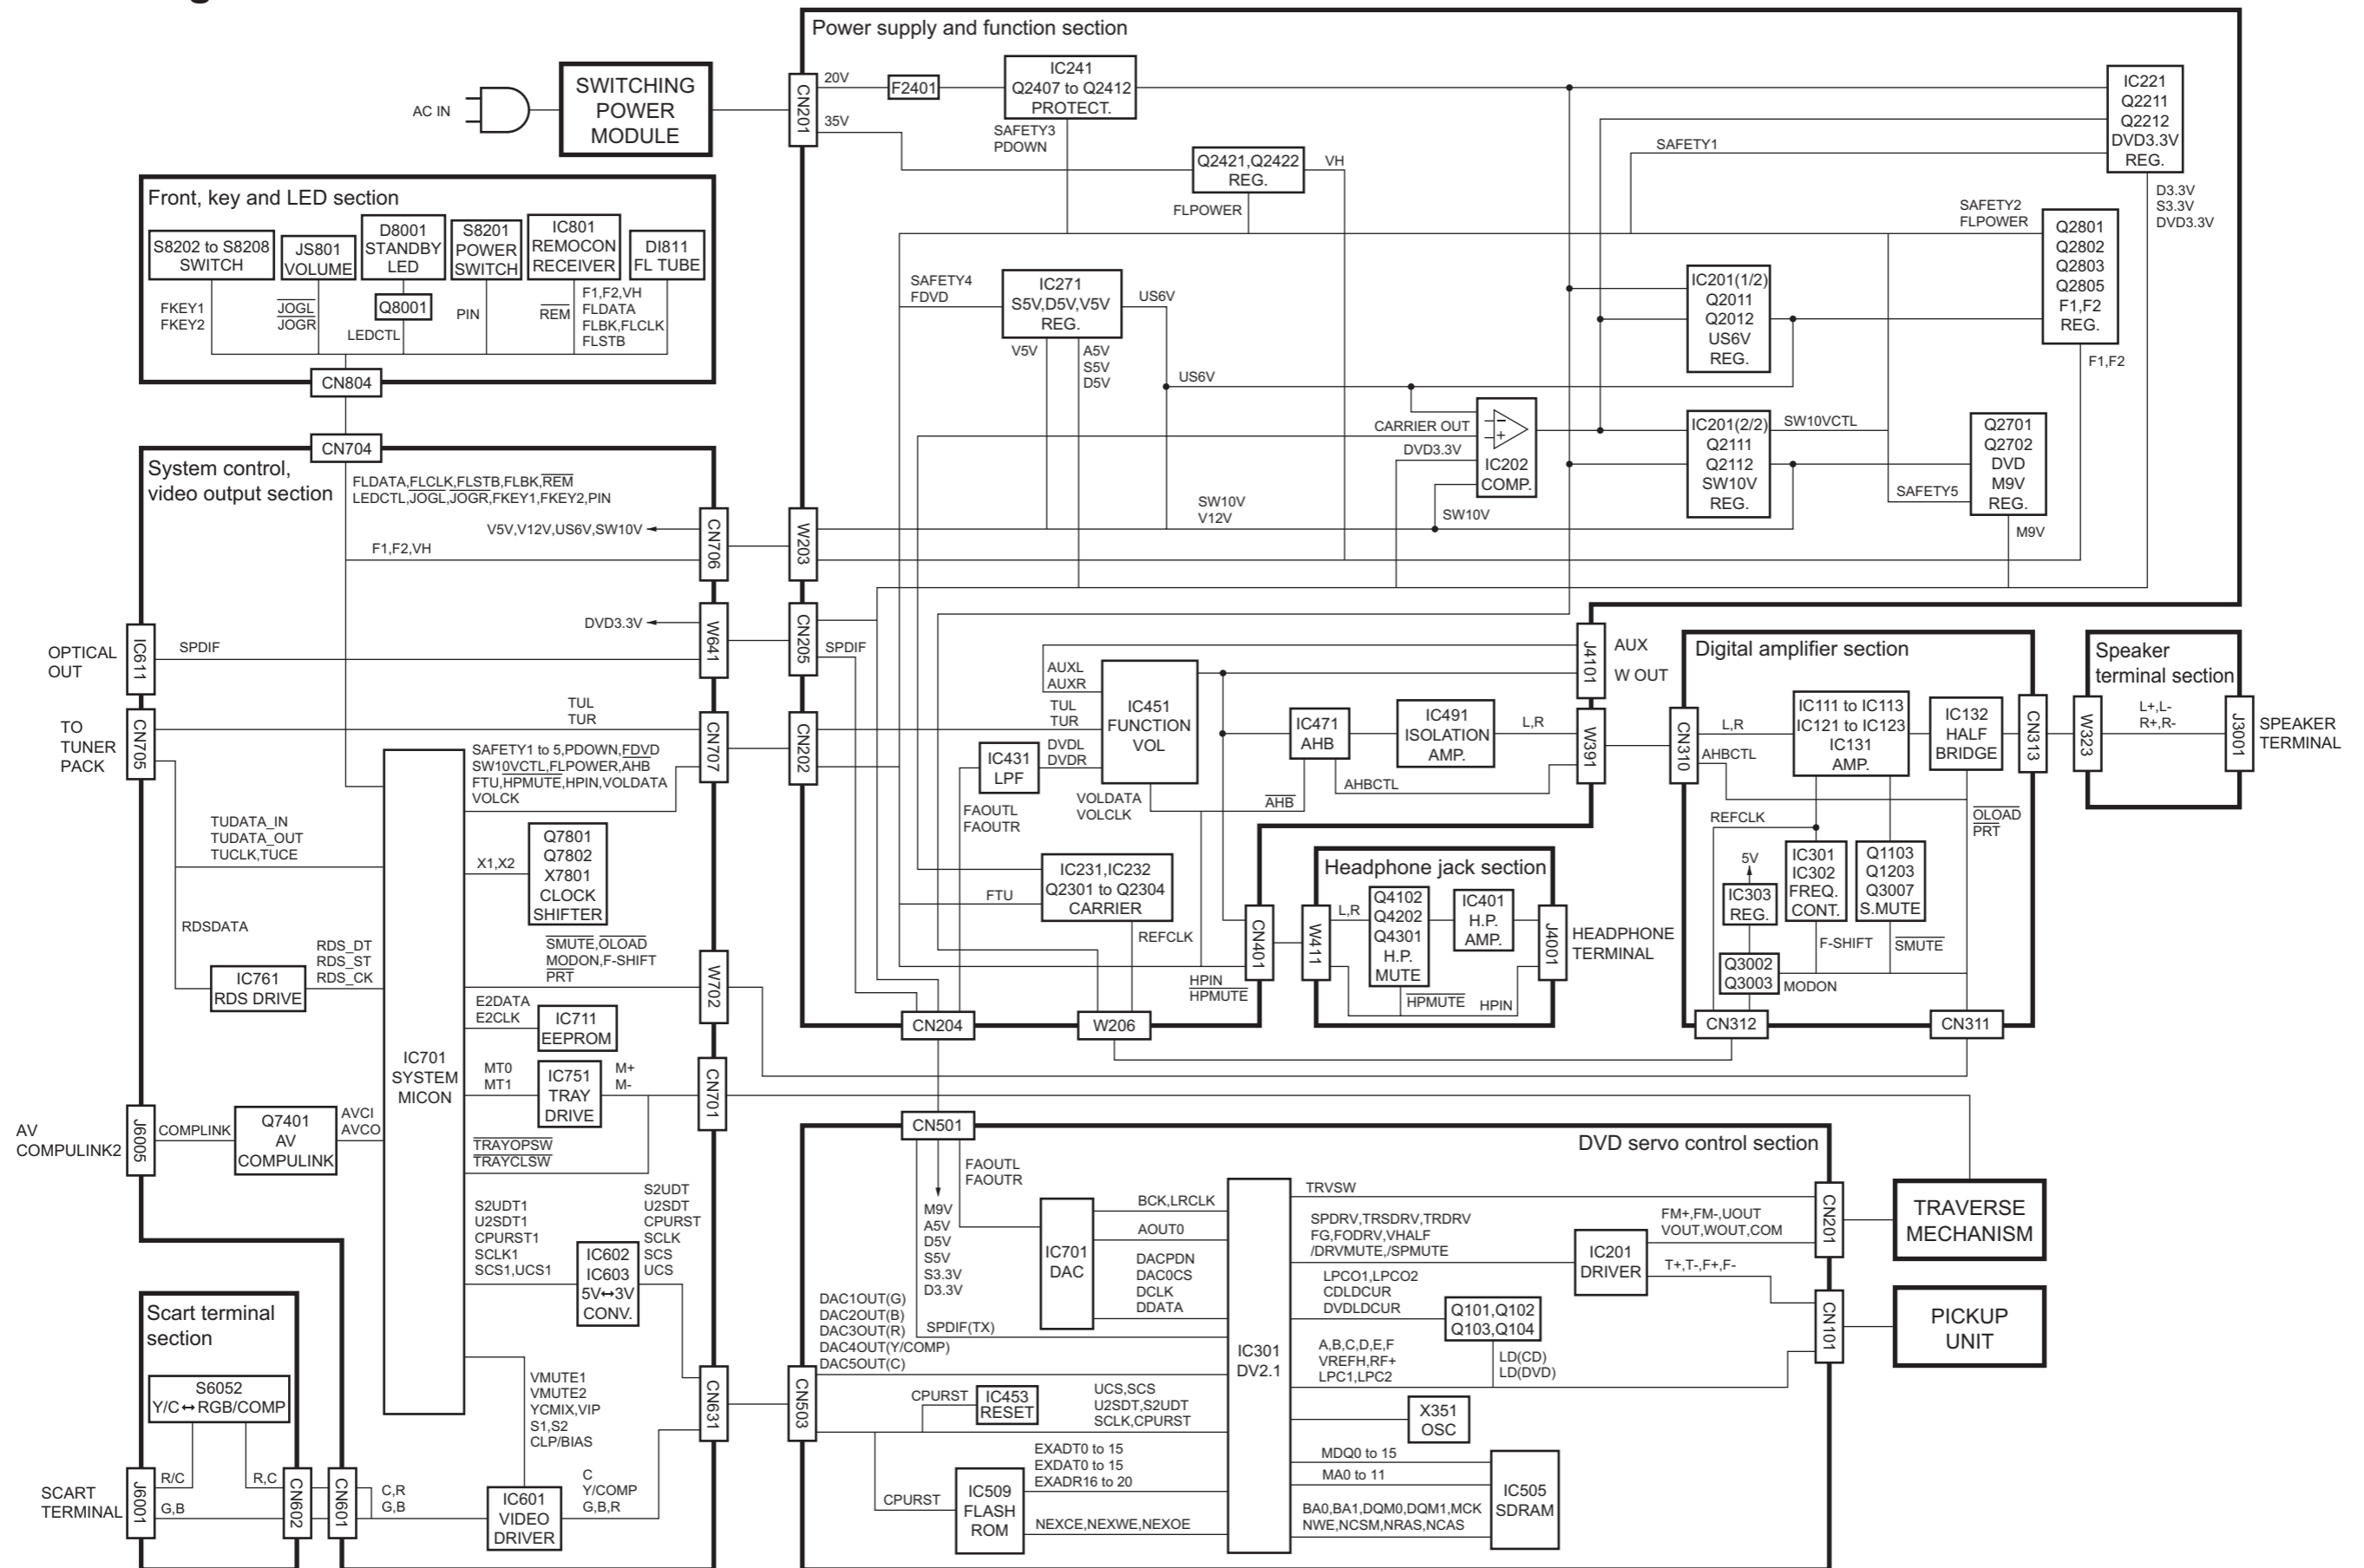 Power supply and function section
AC IN
SWITCHING
POWER
MODULE
CN201
20V
35V
F2401
IC241
Q2407 to Q2412
PROTECT.
SAFETY3
PDOWN
Q2421,Q2422
REG.
VH
FLPOWER
IC221
Q2211
Q2212
DVD3.3V
REG.
SAFETY1
D3.3V
S3.3V
DVD3.3V
SAFETY2
FLPOWER
Q2801
Q2802
Q2803
Q2805
F1,F2
REG.
F1,F2
SAFETY4
FDVD
IC271
S5V,D5V,V5V
REG.
US6V
V5V
A5V
S5V
D5V
US6V
IC201(1/2)
Q2011
Q2012
US6V
REG.
CARRIER OUT
DVD3.3V
IC202
COMP.
SW10V
IC201(2/2)
Q2111
Q2112
SW10V
REG.
SW10VCTL
SAFETY5
Q2701
Q2702
DVD
M9V
REG.
M9V
SW10V
V12V
Front, key and LED section
S8202 to S8208
SWITCH
JS801
VOLUME
D8001
STANDBY
LED
S8201
POWER
SWITCH
IC801
REMOCON
RECEIVER
DI811
FL TUBE
FKEY1
FKEY2
JOGL
JOGR
Q8001
LEDCTL
PIN
REM
F1,F2,VH
FLDATA
FLBK,FLCLK
FLSTB
CN804
CN704
System control,
video output section
FLDATA,FLCLK,FLSTB,FLBK,REM
LEDCTL,JOGL,JOGR,FKEY1,FKEY2,PIN
V5V,V12V,US6V,SW10V
F1,F2,VH
CN706
W203
DVD3.3V
W641
CN205
SPDIF
OPTICAL
OUT
IC611
SPDIF
TO
TUNER
PACK
CN705
TUL
TUR
CN707
CN202
SAFETY1 to 5,PDOWN,FDVD
SW10VCTL,FLPOWER,AHB
FTU,HPMUTE,HPIN,VOLDATA
VOLCK
TUDATA_IN
TUDATA_OUT
TUCLK,TUCE
X1,X2
Q7801
Q7802
X7801
CLOCK
SHIFTER
RDSDATA
IC761
RDS DRIVE
RDS_DT
RDS_ST
RDS_CK
SMUTE,OLOAD
MODON,F-SHIFT
PRT
W702
E2DATA
E2CLK
IC711
EEPROM
IC701
SYSTEM
MICON
MT0
MT1
IC751
TRAY
DRIVE
M+
M-
CN701
TRAYOPSW
TRAYCLSW
AV
COMPULINK2
J6005
COMPLINK
Q7401
AV
COMPULINK
AVCI
AVCO
S2UDT1
U2SDT1
CPURST1
SCLK1
SCS1,UCS1
IC602
IC603
5V↔3V
CONV.
S2UDT
U2SDT
CPURST
SCLK
SCS
UCS
VMUTE1
VMUTE2
YCMIX,VIP
S1,S2
CLP/BIAS
CN631
Scart terminal
section
S6052
Y/C↔RGB/COMP
SCART
TERMINAL
J6001
R/C
G,B
R,C
CN602
CN601
C,R
G,B
IC601
VIDEO
DRIVER
C
Y/COMP
G,B,R
AUXL
AUXR
TUL
TUR
DVDL
DVDR
IC451
FUNCTION
VOL
IC431
LPF
FAOUTL
FAOUTR
VOLDATA
VOLCLK
J4101
AUX
W OUT
IC471
AHB
IC491
ISOLATION
AMP.
L,R
W391
AHB
AHBCTL
FTU
IC231,IC232
Q2301 to Q2304
CARRIER
REFCLK
CN401
HPIN
HPMUTE
CN204
W206
Headphone jack section
W411
L,R
Q4102
Q4202
Q4301
H.P.
MUTE
IC401
H.P.
AMP.
J4001
HEADPHONE
TERMINAL
HPMUTE
HPIN
Digital amplifier section
CN310
L,R
AHBCTL
IC111 to IC113
IC121 to IC123
IC131
AMP.
IC132
HALF
BRIDGE
CN313
REFCLK
OLOAD
PRT
5V
IC303
REG.
IC301
IC302
FREQ.
CONT.
Q1103
Q1203
Q3007
S.MUTE
F-SHIFT
SMUTE
Q3002
Q3003
MODON
CN312
CN311
Speaker
terminal section
W323
L+,L-
R+,R-
J3001
SPEAKER
TERMINAL
CN501
DVD servo control section
FAOUTL
FAOUTR
M9V
A5V
D5V
S5V
S3.3V
D3.3V
IC701
DAC
BCK,LRCLK
AOUT0
DACPDN
DAC0CS
DCLK
DDATA
IC301
DV2.1
TRVSW
SPDRV,TRSDRV,TRDRV
FG,FODRV,VHALF
/DRVMUTE,/SPMUTE
IC201
DRIVER
FM+,FM-,UOUT
VOUT,WOUT,COM
T+,T-,F+,F-
CN201
TRAVERSE
MECHANISM
CN101
PICKUP
UNIT
LPCO1,LPCO2
CDLDCUR
DVDLDCUR
Q101,Q102
Q103,Q104
LD(CD)
LD(DVD)
A,B,C,D,E,F
VREFH,RF+
LPC1,LPC2
DAC1OUT(G)
DAC2OUT(B)
DAC3OUT(R)
DAC4OUT(Y/COMP)
DAC5OUT(C)
SPDIF(TX)
CN503
CPURST
IC453
RESET
UCS,SCS
U2SDT,S2UDT
SCLK,CPURST
X351
OSC
CPURST
IC509
FLASH
ROM
EXADT0 to 15
EXDAT0 to 15
EXADR16 to 20
NEXCE,NEXWE,NEXOE
MDQ0 to 15
MA0 to 11
BA0,BA1,DQM0,DQM1,MCK
NWE,NCSM,NRAS,NCAS
IC505
SDRAM